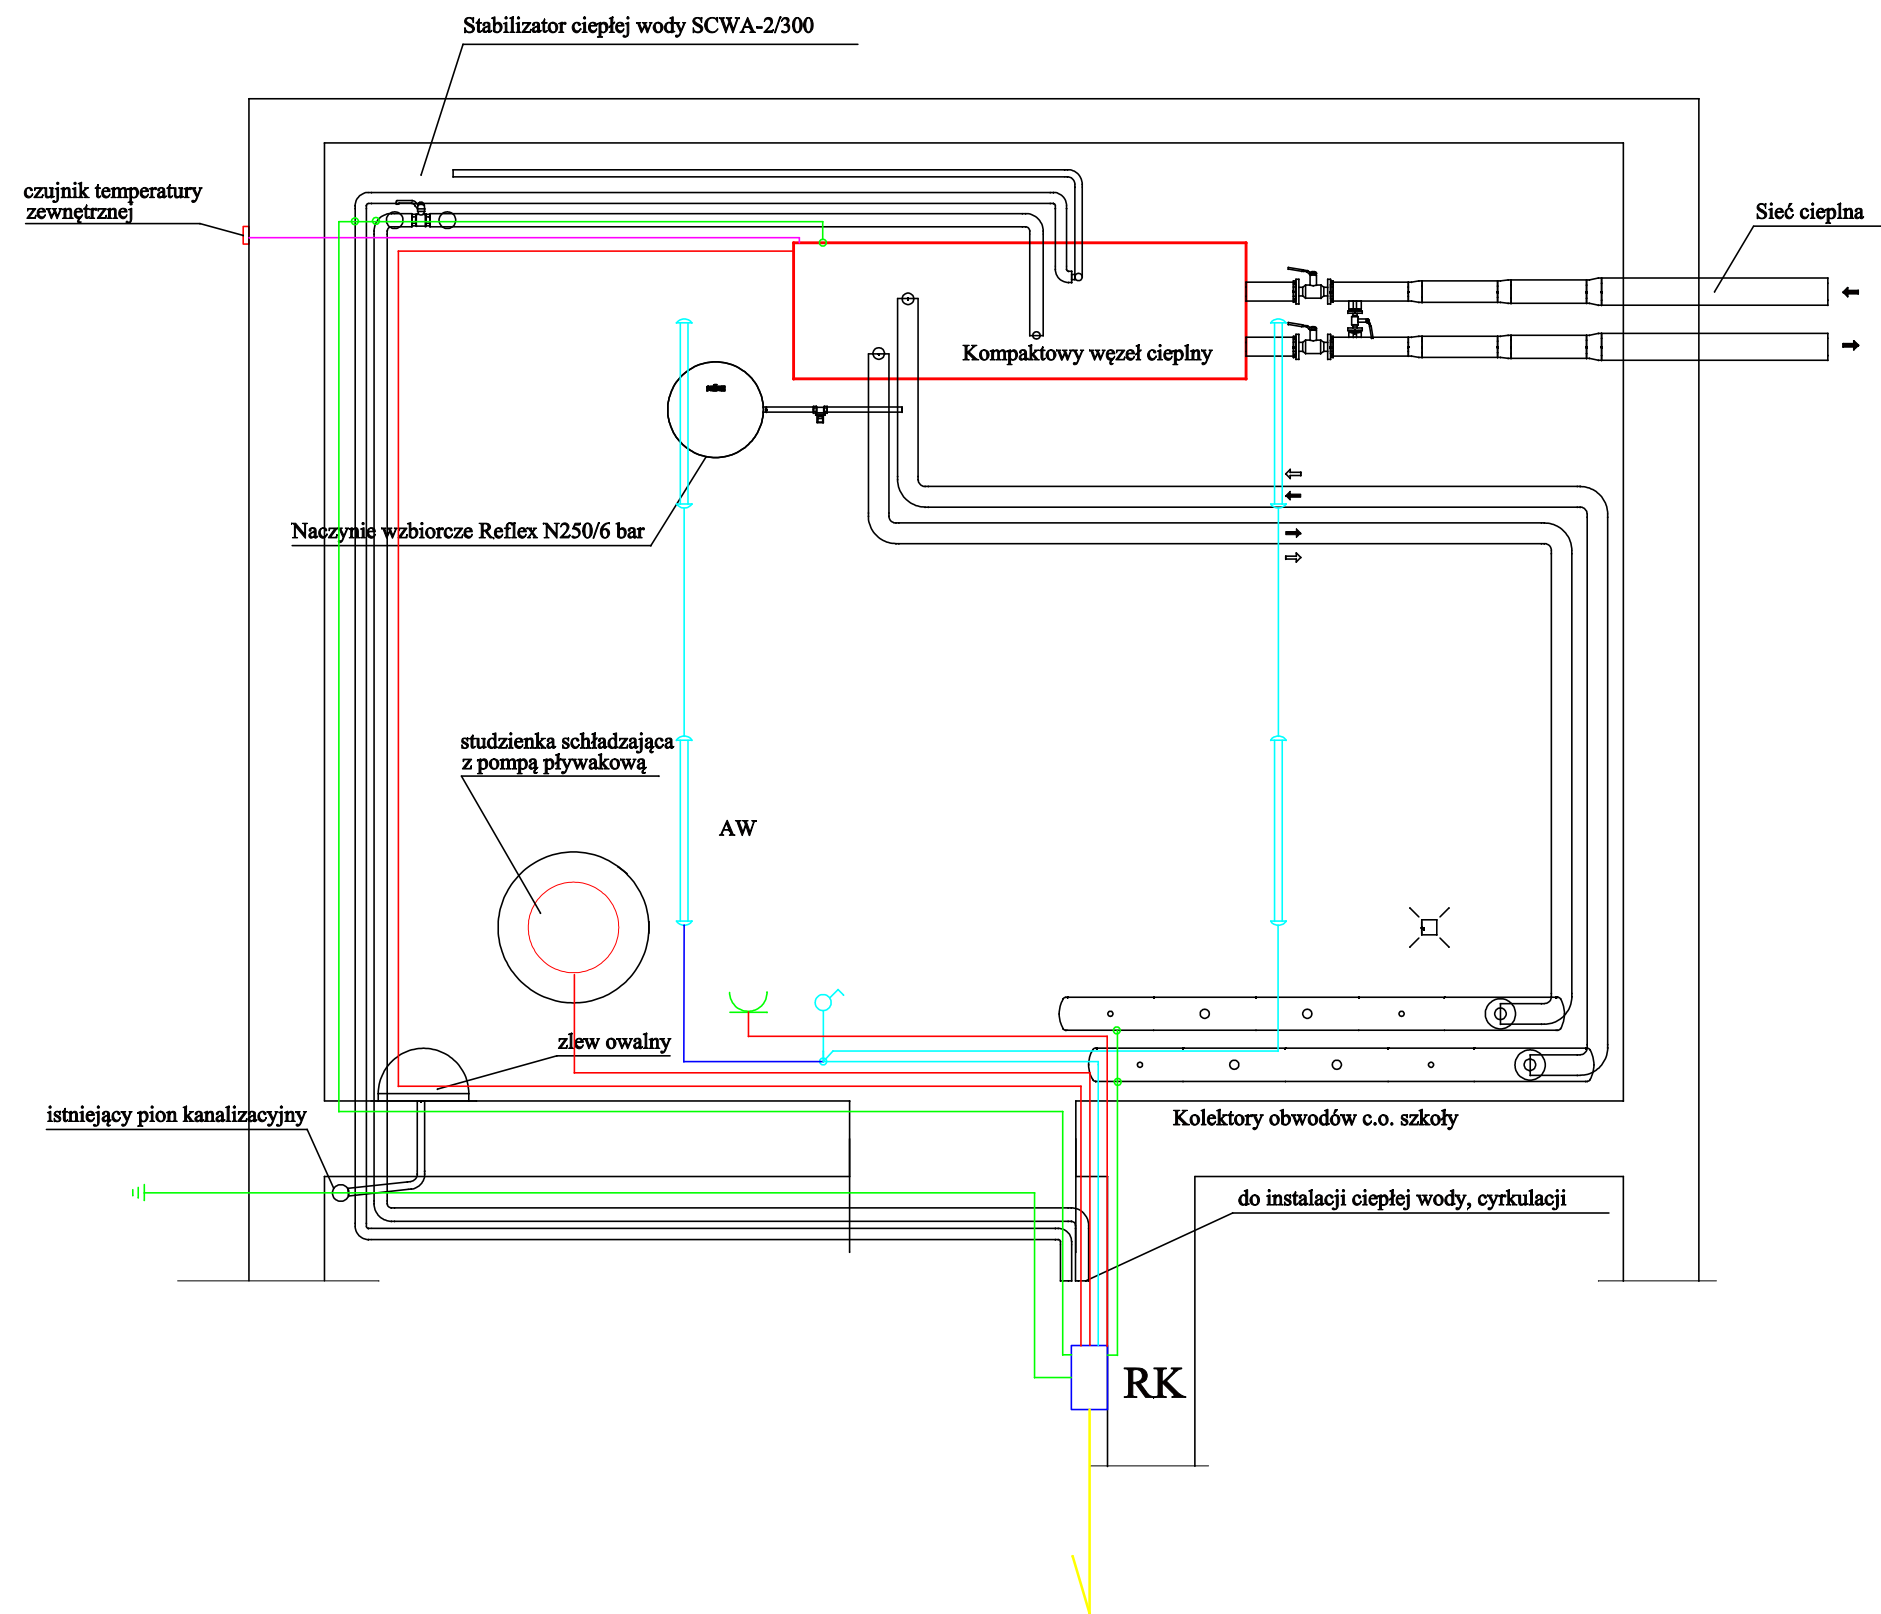 Stabilizator ciepłej wody SCWA-2/300
czujnik temperatury
zewnętrznej
Sieć cieplna
Kompaktowy węzeł cieplny
Naczynie wzbiorcze Reflex N250/6 bar
studzienka schładzająca
z pompą pływakową
AW
zlew owalny
istniejący pion kanalizacyjny
Kolektory obwodów c.o. szkoły
do instalacji ciepłej wody, cyrkulacji
RK